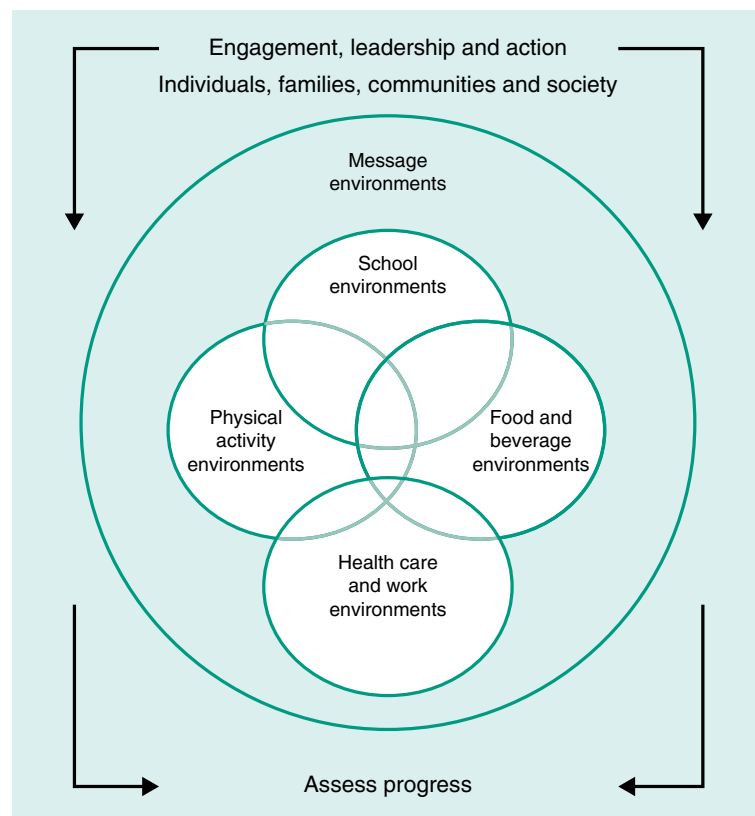 Engagement, leadership and action
Individuals, families, communities and society
Message
environments
School
environments
Physical
activity
environments
Food and
beverage
environments
Health care
and work
environments
Assess progress